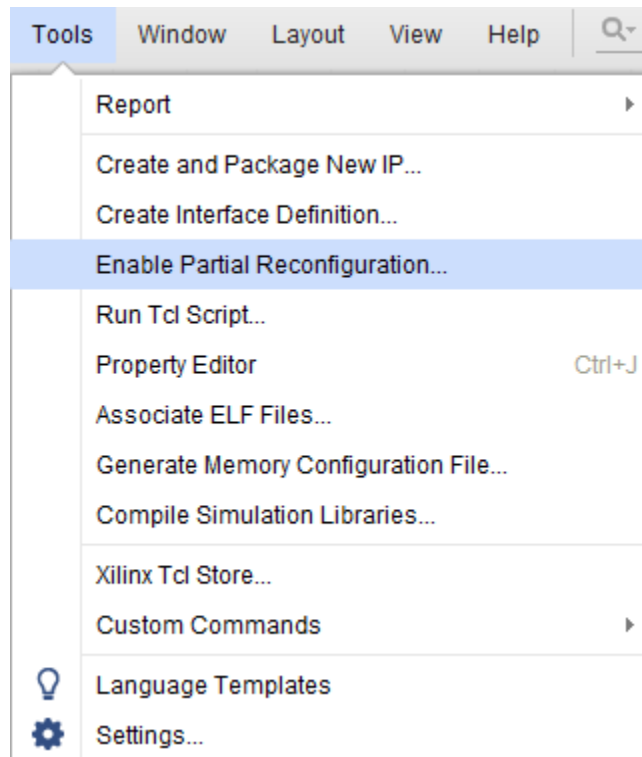 Tools Window Layout View Help
Report
Create and Package New IP...
Create Interface Definition...
Enable Partial Reconfiguration...
Run Tcl Script...
Property Editor Ctrl+J
Associate ELF Files...
Generate Memory Configuration File...
Compile Simulation Libraries...
Xilinx Tcl Store...
Custom Commands
Language Templates
Settings...